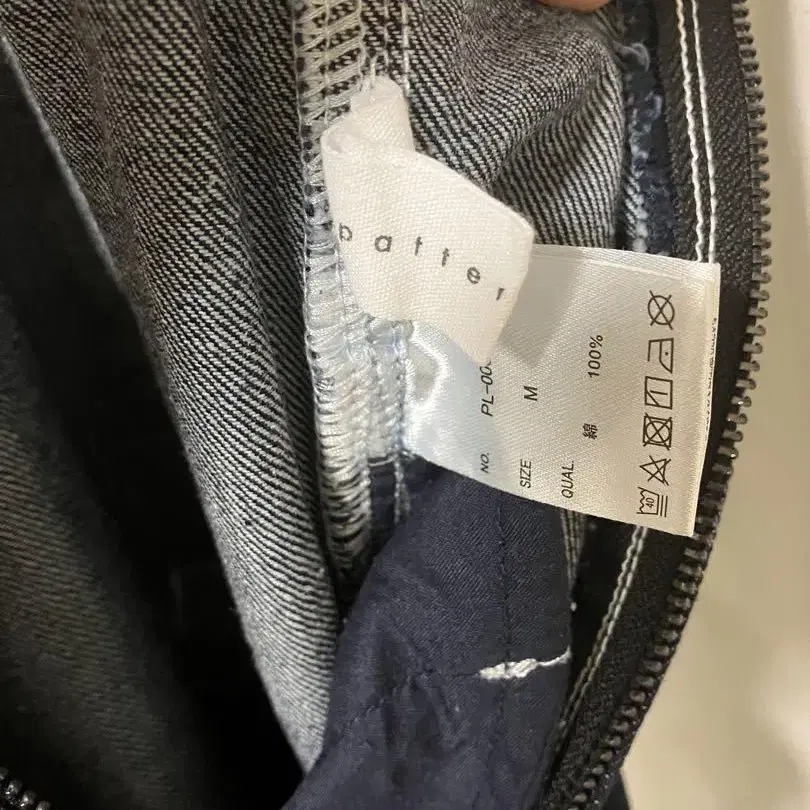 patter
NO. PL-00
SIZE M
QUAL. 綿 100%
40